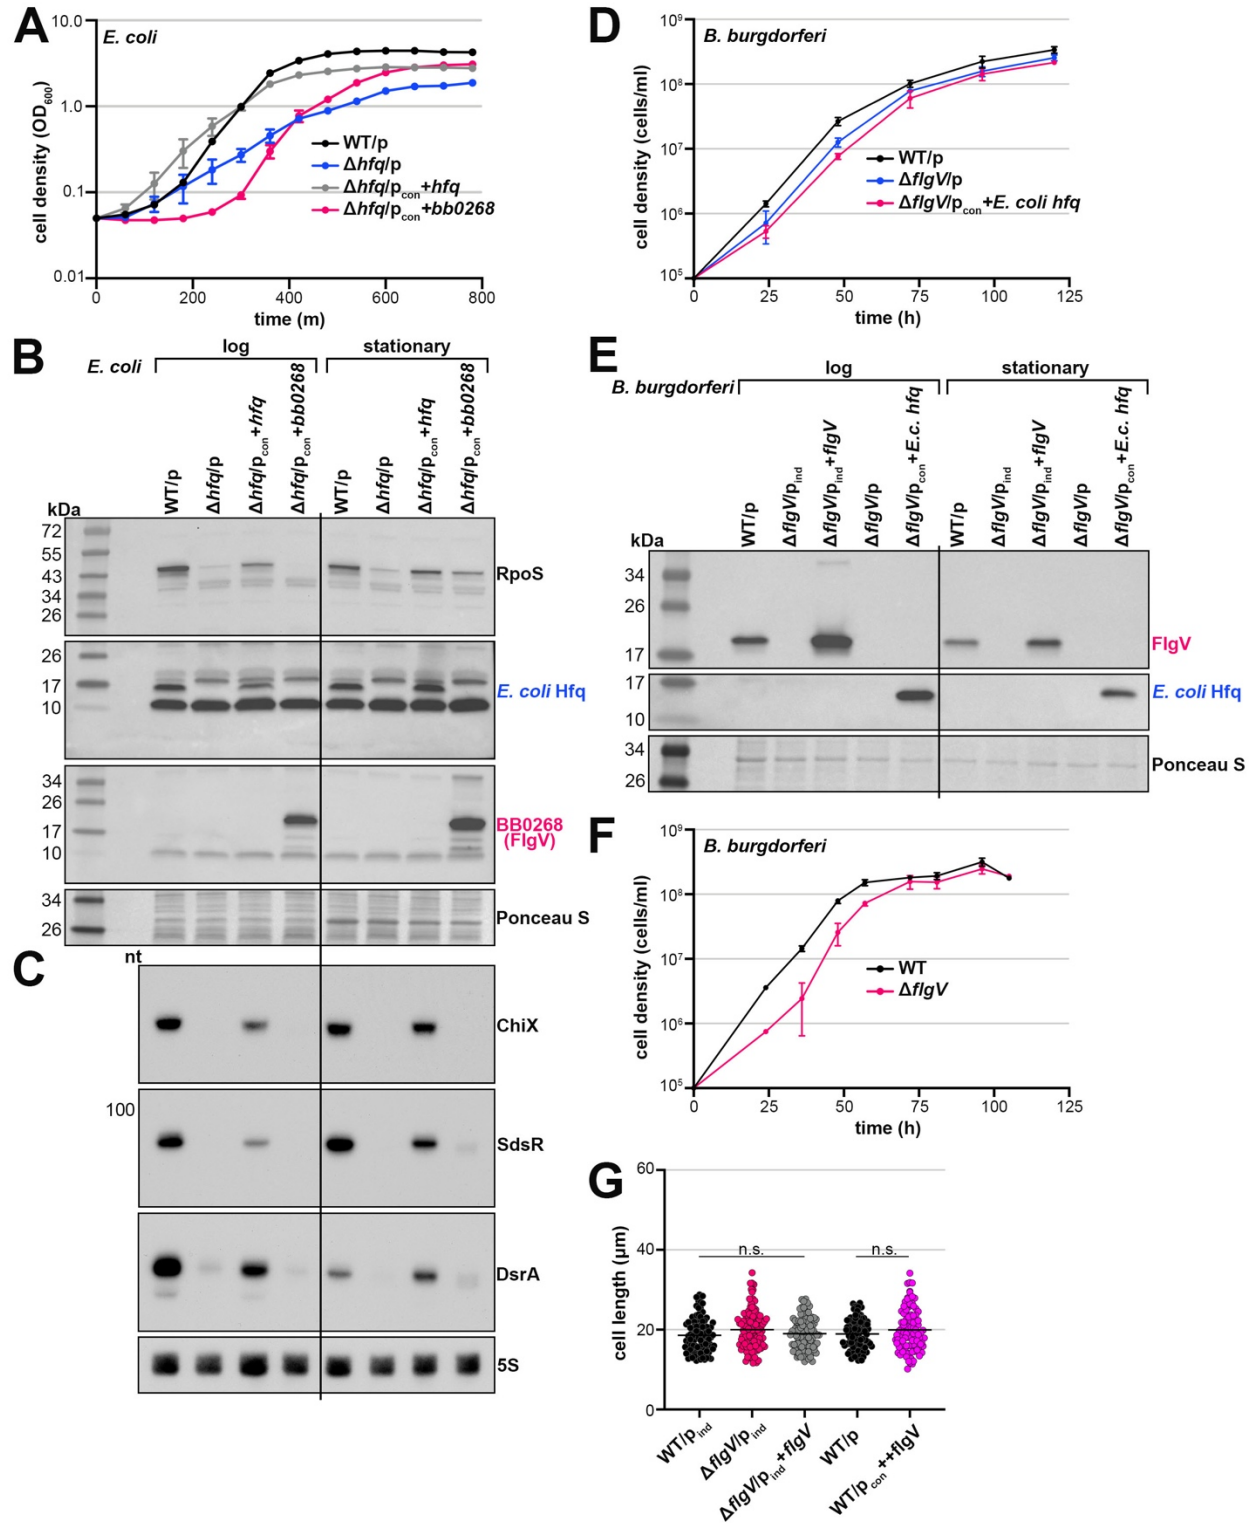 A
E. coli
cell density (OD600)
10.0
1.0
0.1
0.01
0
200
400
600
800
time (m)
WT/p
Δhfq/p
Δhfq/pcon+hfq
Δhfq/pcon+bb0268
B
E. coli
log
stationary
WT/p
Δhfq/p
Δhfq/pcon+hfq
Δhfq/pcon+bb0268
WT/p
Δhfq/p
Δhfq/pcon+hfq
Δhfq/pcon+bb0268
kDa
72
55
43
34
26
RpoS
26
17
10
E. coli Hfq
34
26
17
10
BB0268
(FlgV)
34
26
Ponceau S
C
nt
ChiX
100
SdsR
DsrA
5S
D
B. burgdorferi
cell density (cells/ml)
10⁹
10⁸
10⁷
10⁶
10⁵
0
25
50
75
100
125
time (h)
WT/p
ΔflgV/p
ΔflgV/pcon+E. coli hfq
E
B. burgdorferi
log
stationary
WT/p
ΔflgV/pind
ΔflgV/pind+flgV
ΔflgV/p
ΔflgV/pcon+E.c. hfq
WT/p
ΔflgV/pind
ΔflgV/pind+flgV
ΔflgV/p
ΔflgV/pcon+E.c. hfq
kDa
34
26
17
FlgV
17
10
E. coli Hfq
34
26
Ponceau S
F
B. burgdorferi
cell density (cells/ml)
10⁹
10⁸
10⁷
10⁶
10⁵
0
25
50
75
100
125
time (h)
WT
ΔflgV
G
cell length (µm)
60
40
20
0
n.s.
n.s.
WT/pind
ΔflgV/pind
ΔflgV/pind+flgV
WT/p
WT/pcon++flgV